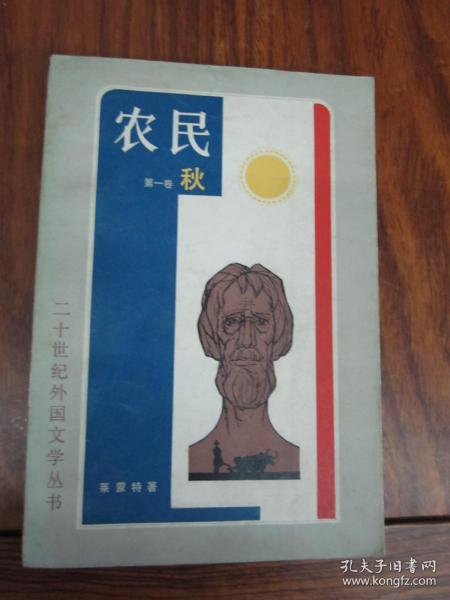 农民
第一卷 秋
二十世纪外国文学丛书
莱蒙特著
孔夫子旧书网
www.kongfz.com